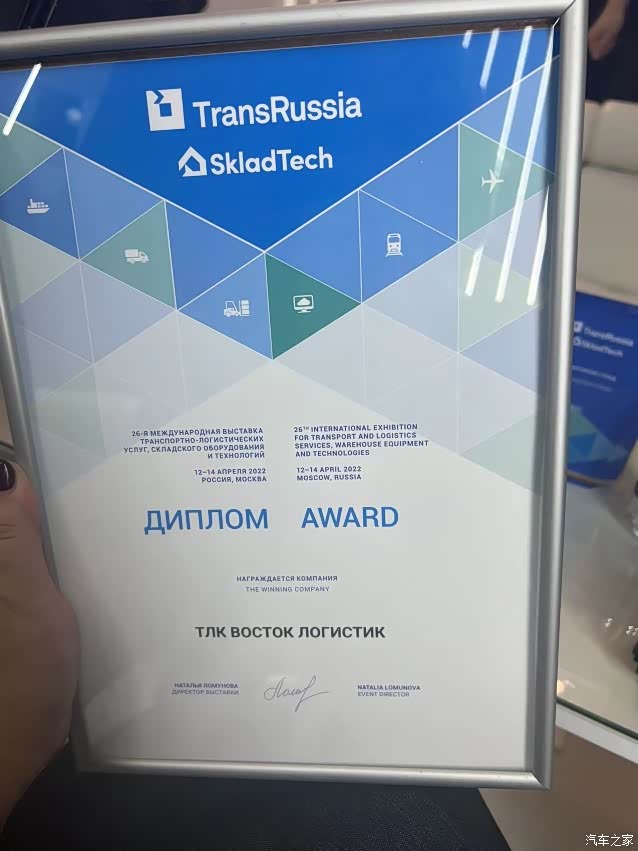 TransRussia
SkladTech
26-Я МЕЖДУНАРОДНАЯ ВЫСТАВКА
ТРАНСПОРТНО-ЛОГИСТИЧЕСКИХ
УСЛУГ, СКЛАДСКОГО ОБОРУДОВАНИЯ
И ТЕХНОЛОГИЙ
12–14 АПРЕЛЯ 2022
РОССИЯ, МОСКВА
26TH INTERNATIONAL EXHIBITION
FOR TRANSPORT AND LOGISTICS
SERVICES, WAREHOUSE EQUIPMENT
AND TECHNOLOGIES
12–14 APRIL 2022
MOSCOW, RUSSIA
ДИПЛОМ AWARD
НАГРАЖДАЕТСЯ КОМПАНИЯ
THE WINNING COMPANY
ТЛК ВОСТОК ЛОГИСТИК
НАТАЛЬЯ ЛОМУНОВА
ДИРЕКТОР ВЫСТАВКИ
NATALIA LOMUNOVA
EVENT DIRECTOR
TransRussia
SkladTech
汽车之家